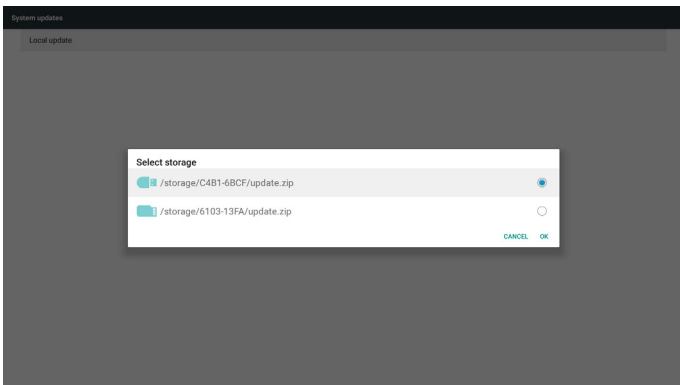 System updates
Local update
Select storage
/storage/C4B1-6BCF/update.zip
/storage/6103-13FA/update.zip
CANCEL OK